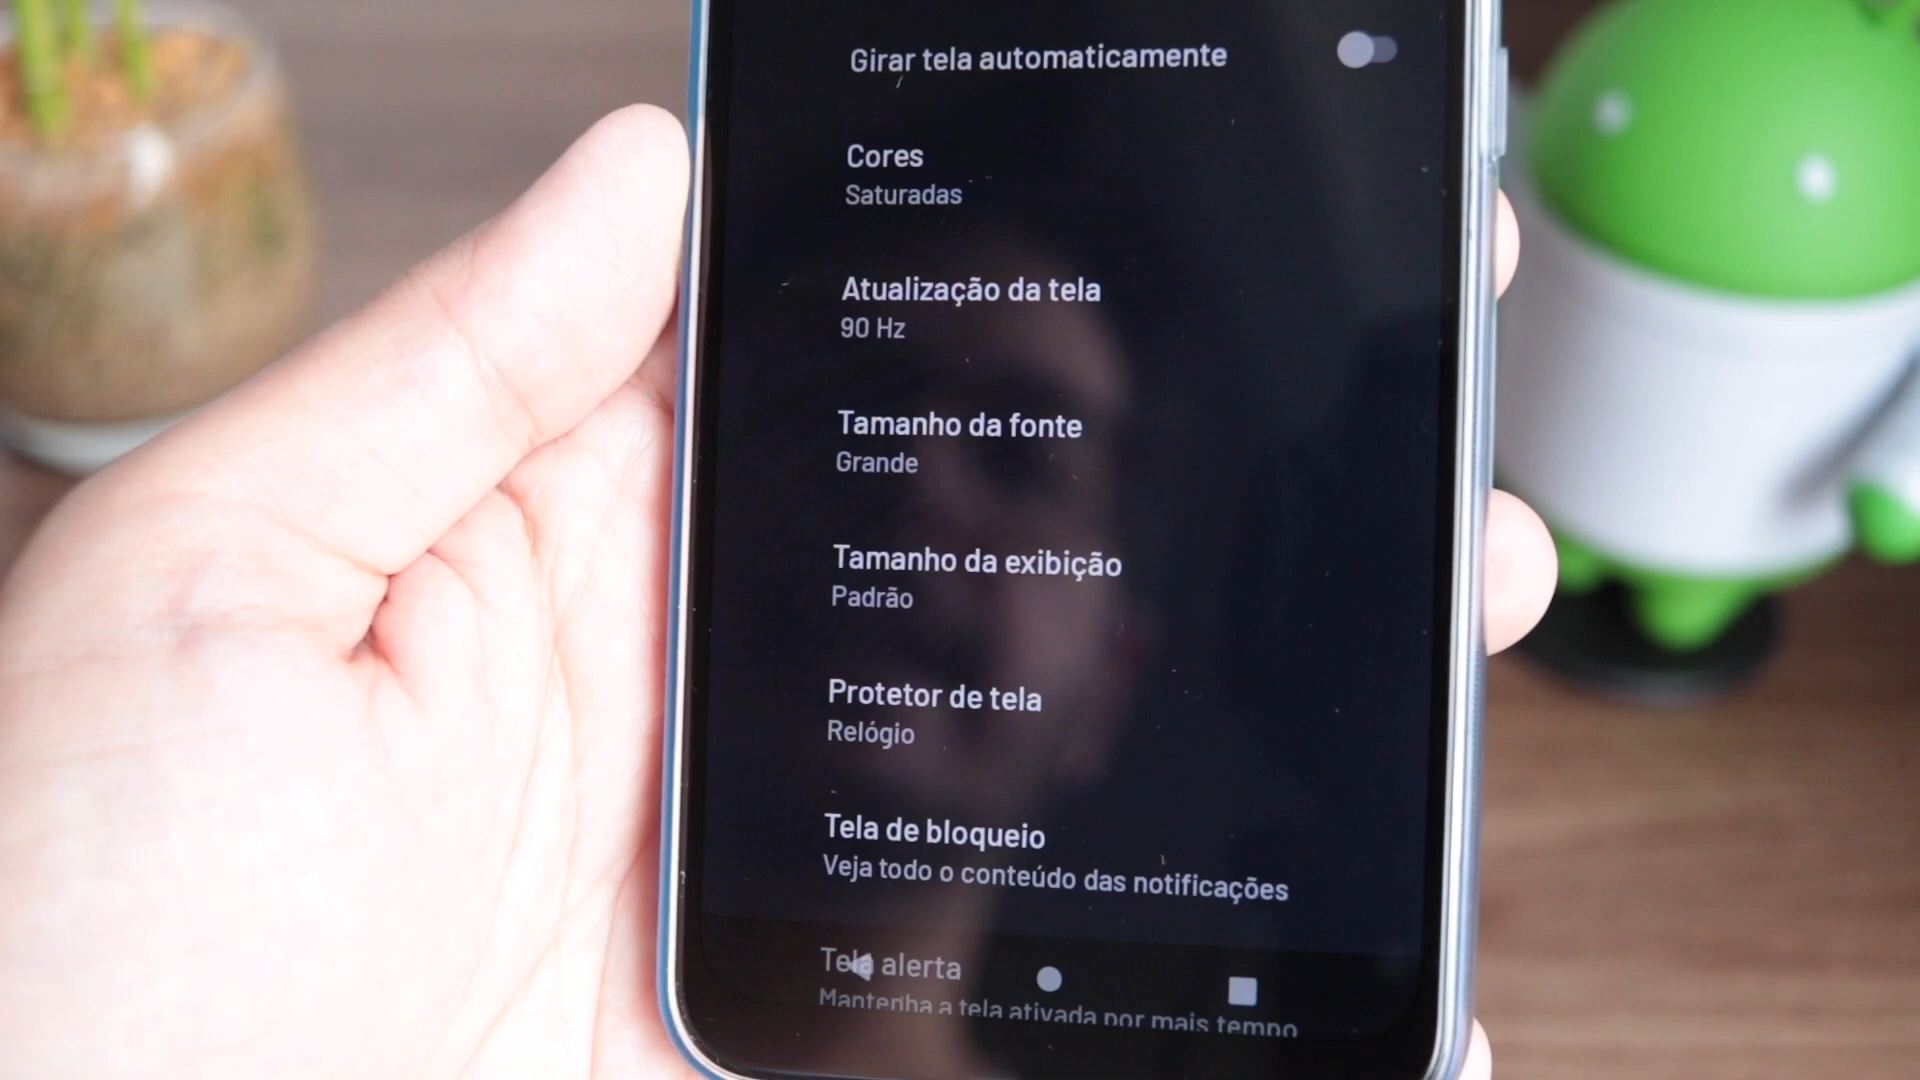 Girar tela automaticamente
Cores
Saturadas
Atualização da tela
90 Hz
Tamanho da fonte
Grande
Tamanho da exibição
Padrão
Protetor de tela
Relógio
Tela de bloqueio
Veja todo o conteúdo das notificações
Tela alerta
Mantenha a tela ativada por mais tempo